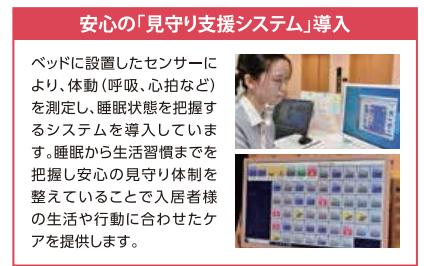 安心の「見守り支援システム」導入
ベッドに設置したセンサーに
より、体動（呼吸、心拍など）
を測定し、睡眠状態を把握す
るシステムを導入していま
す。睡眠から生活習慣までを
把握し安心の見守り体制を
整えていることで入居者様
の生活や行動に合わせたケ
アを提供します。